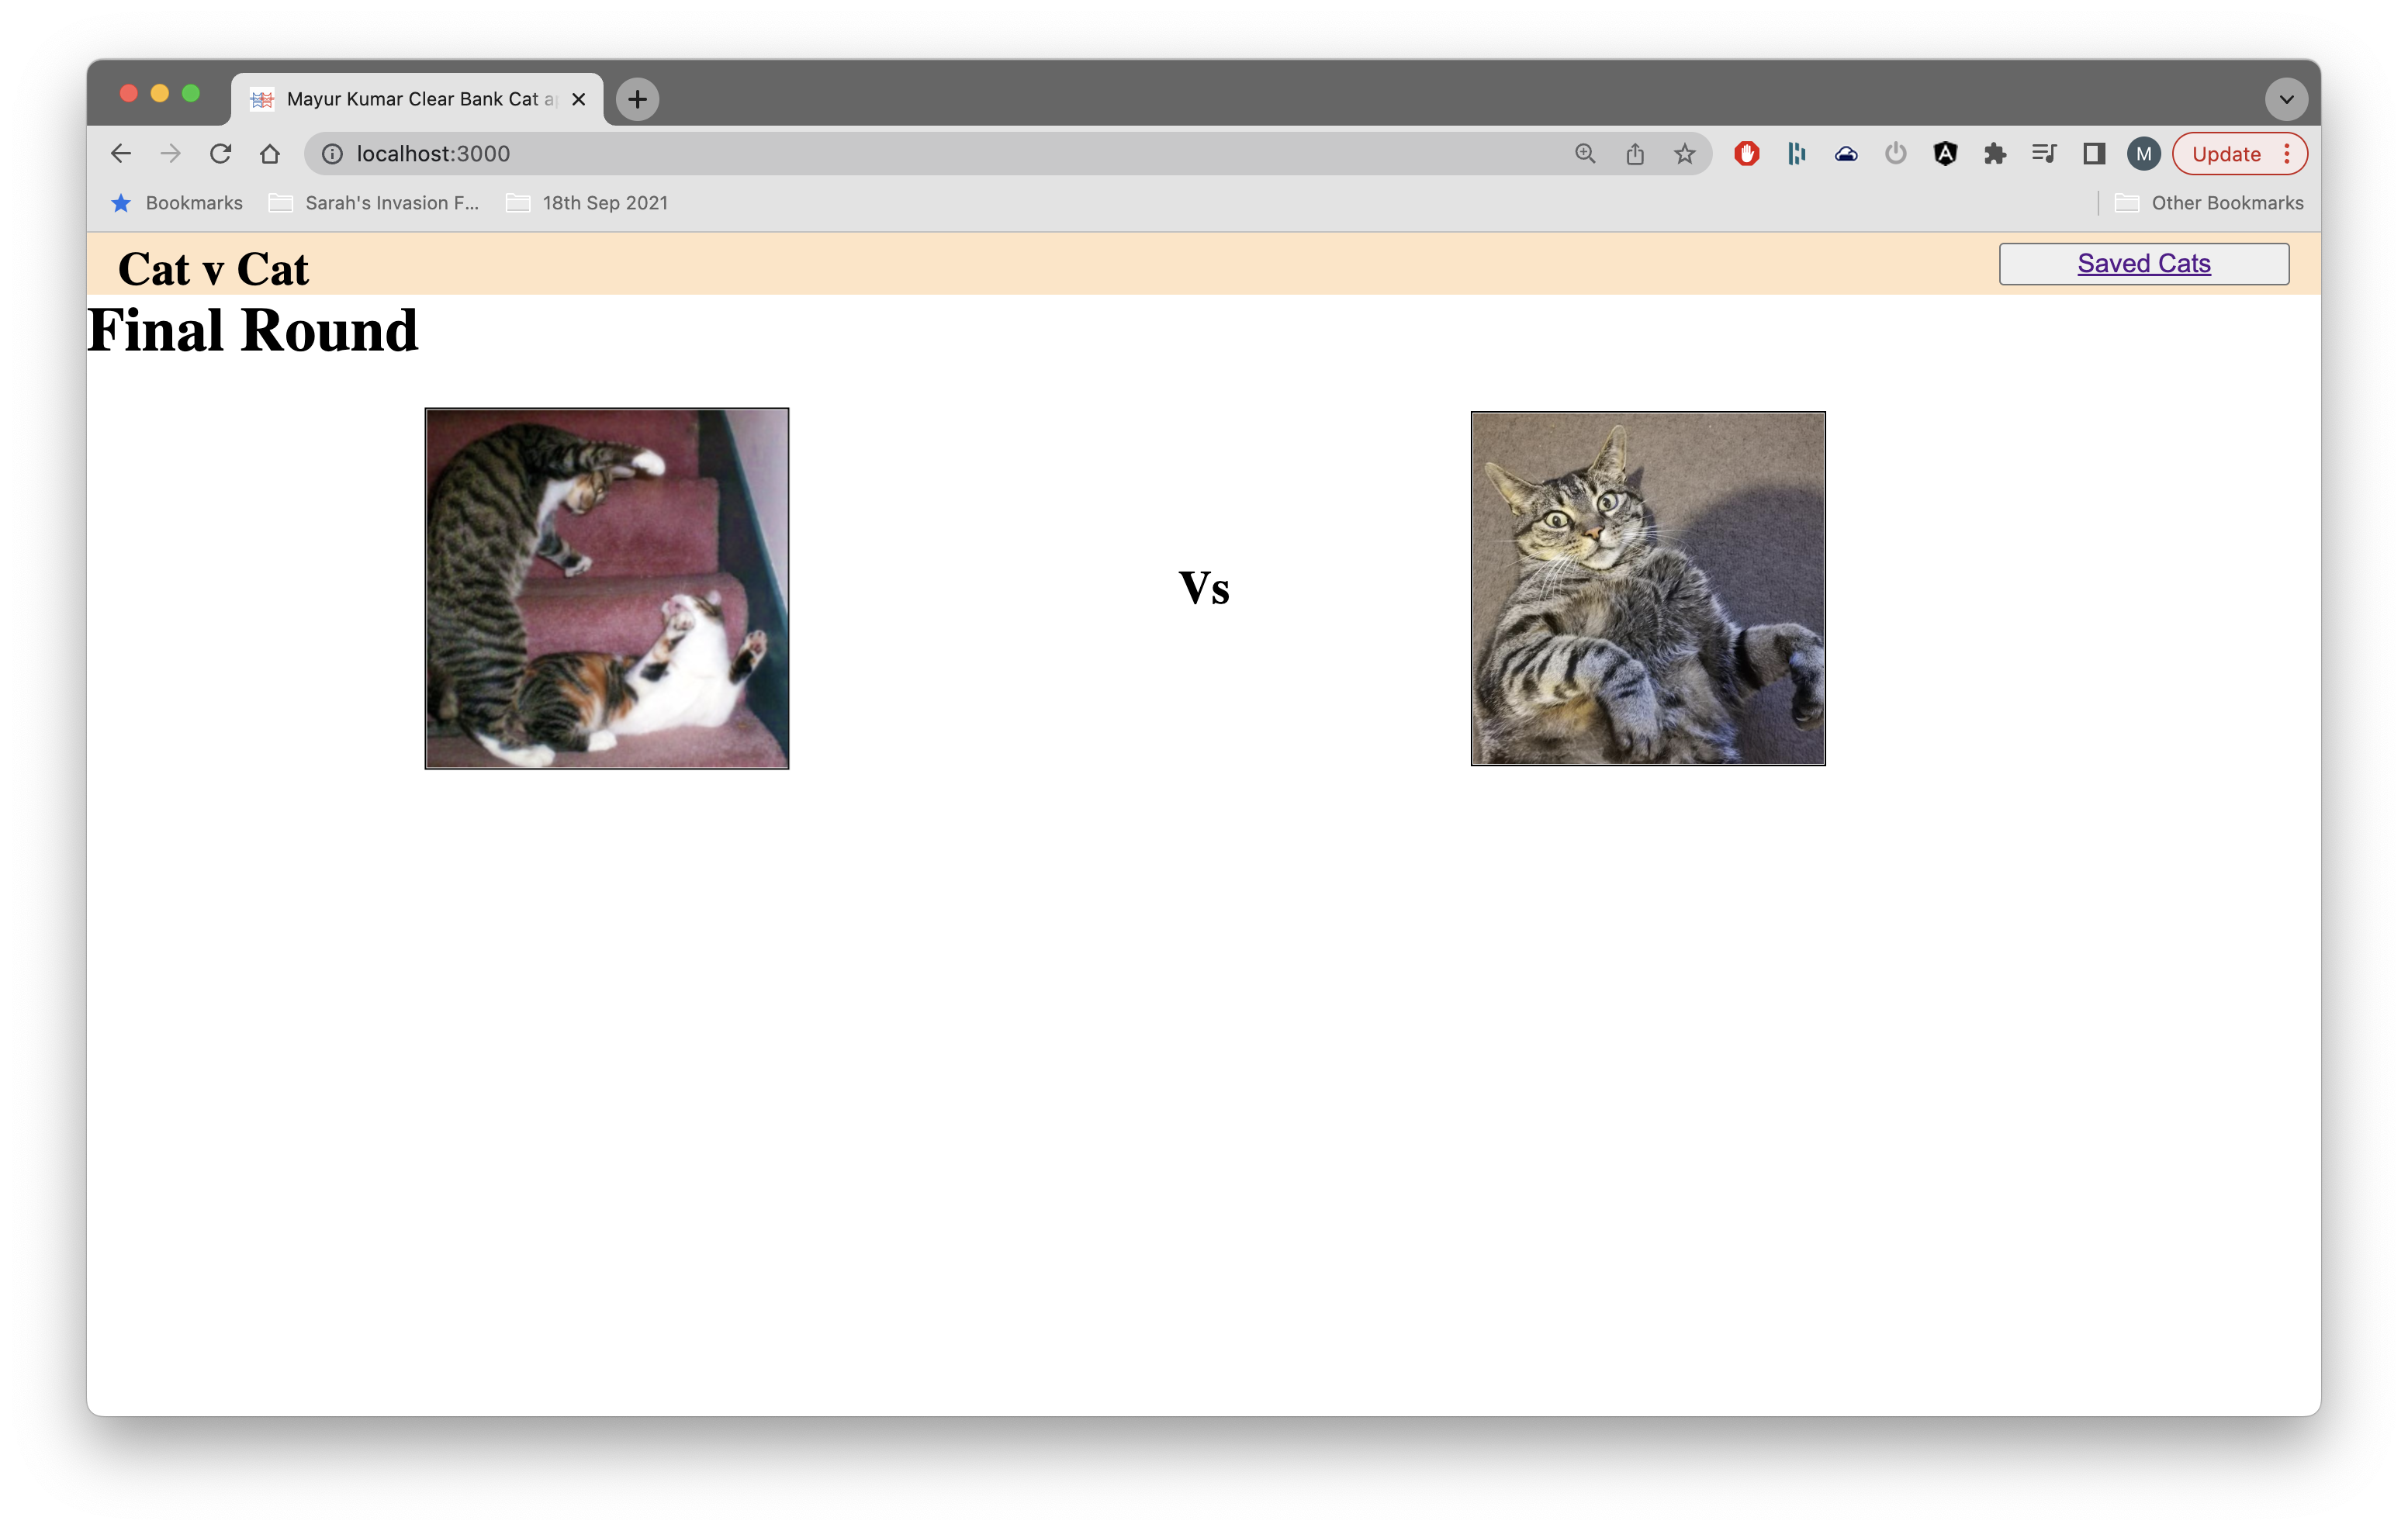 Mayur Kumar Clear Bank Cat a
localhost:3000
M
Update
Bookmarks
Sarah's Invasion F...
18th Sep 2021
Other Bookmarks
Cat v Cat
Saved Cats
Final Round
Vs